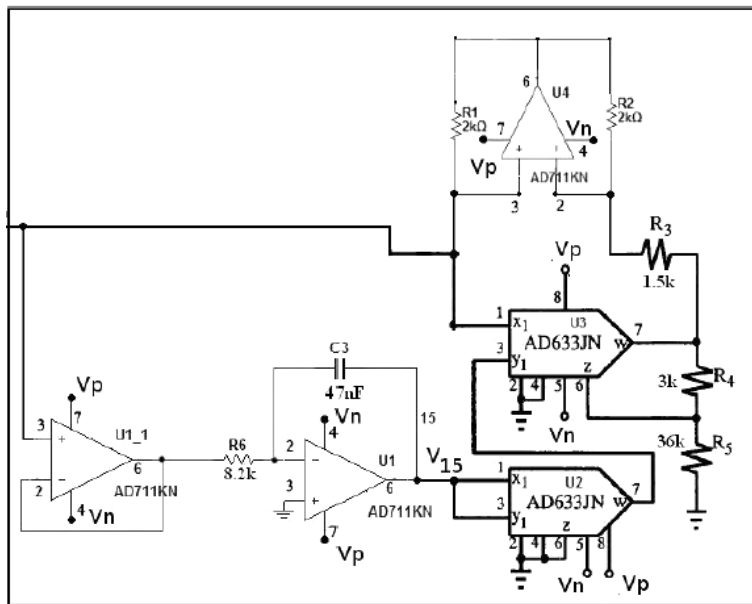 6
U4
R1
2kΩ
R2
2kΩ
7
Vn
4
Vp
+
−
AD711KN
3
2
R3
1.5k
Vp
8
1
x1
U3
7
AD633JN
W
3
y1
z
2
4
5
6
3k
R4
Vn
36k
R5
C3
47nF
Vp
Vn
15
3
+
7
U1_1
R6
4
2
−
U1
V15
1
x1
U2
7
6
8.2k
6
AD633JN
W
2
−
AD711KN
3
+
AD711KN
3
y1
z
4
Vn
7
Vp
2
4
6
5
8
Vn
Vp